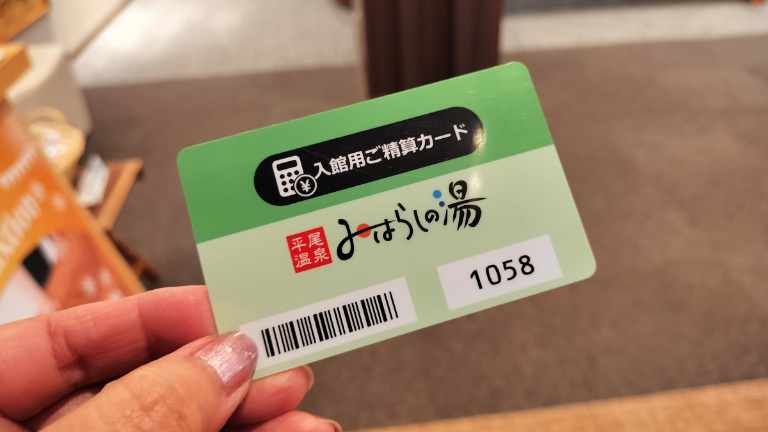 入館用ご精算カード
平尾
温泉
みはらしの湯
1058